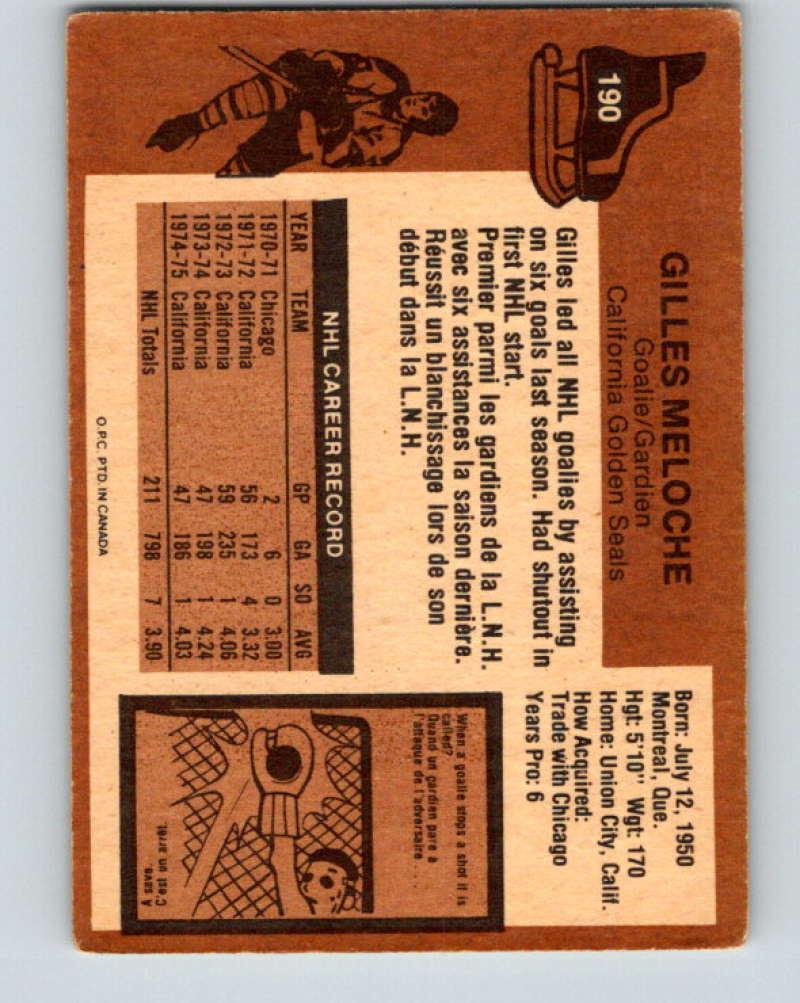 190
GILLES MELOCHE
Goalie/Gardien
California Golden Seals
Born: July 12, 1950
Montreal, Que.
Hgt: 5'10" Wgt: 170
Home: Union City, Calif.
How Acquired:
Trade with Chicago
Years Pro: 6
Gilles led all NHL goalies by assisting
on six goals last season. Had shutout in
first NHL start.
Premier parmi les gardiens de la L.N.H.
avec six assistances la saison dernière.
Réussit un blanchissage lors de son
début dans la L.N.H.
NHL CAREER RECORD
YEAR TEAM GP GA SO AVG
1970-71 Chicago 2 6 0 3.00
1971-72 California 56 173 4 3.32
1972-73 California 59 235 1 4.06
1973-74 California 47 198 1 4.24
1974-75 California 47 186 1 4.03
NHL Totals 211 798 7 3.90
When a goalie stops a shot it is
called?
Quand un gardien pare à
l'attaque de l'adversaire . . . .
A save.
C'est un arrêt.
O.P.C. PTD. IN CANADA